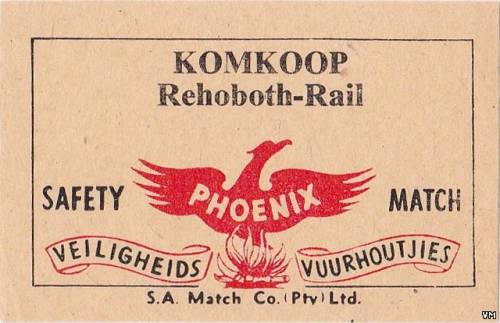 KOMKOOP
Rehoboth-Rail
PHOENIX
SAFETY MATCH
VEILIGHEIDS VUURHOUTJIES
S.A. Match Co. (Pty) Ltd.
VM